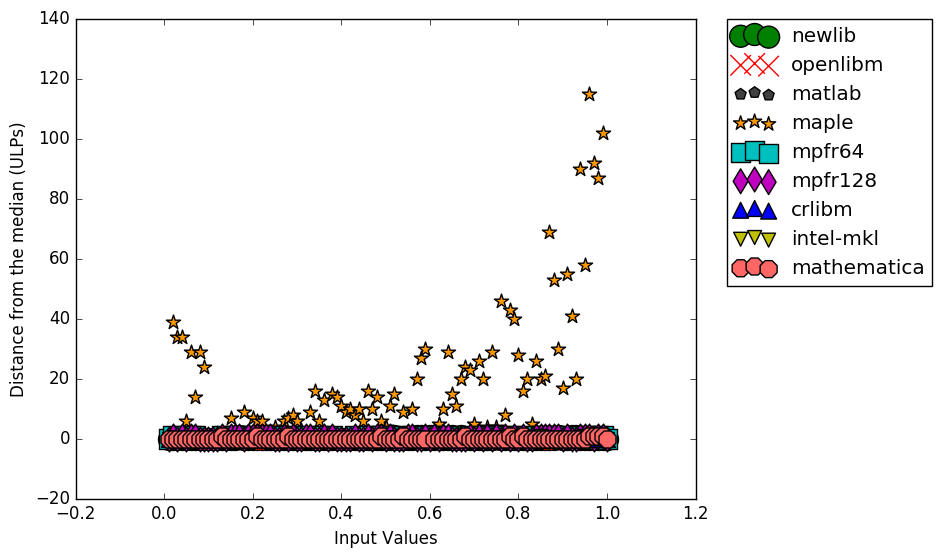 140
120
100
80
60
40
20
0
−20
−0.2 0.0 0.2 0.4 0.6 0.8 1.0 1.2
Distance from the median (ULPs)
Input Values
newlib
openlibm
matlab
maple
mpfr64
mpfr128
crlibm
intel-mkl
mathematica